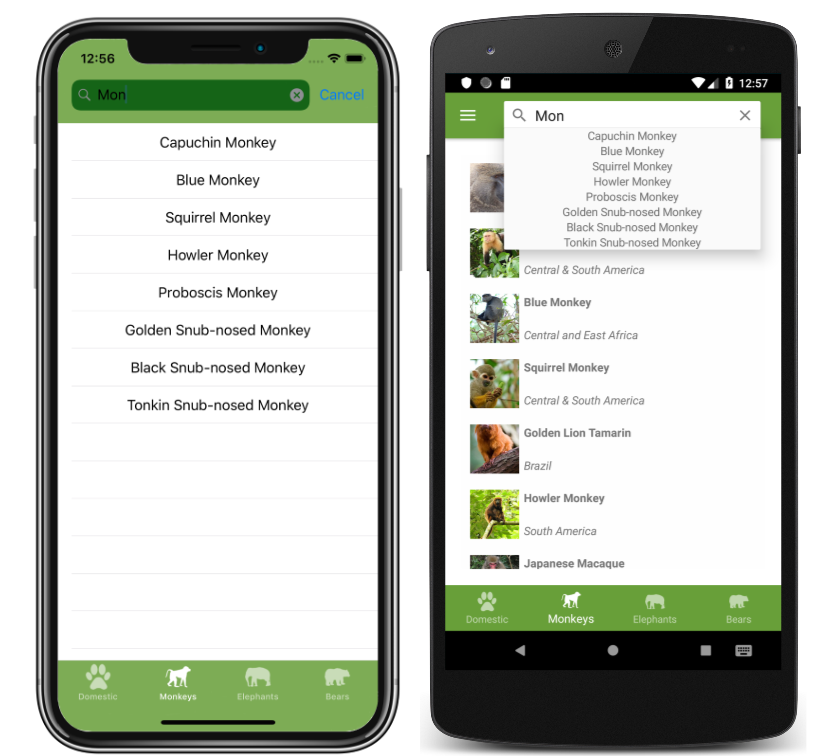 12:56
Mon
Cancel
Capuchin Monkey
Blue Monkey
Squirrel Monkey
Howler Monkey
Proboscis Monkey
Golden Snub-nosed Monkey
Black Snub-nosed Monkey
Tonkin Snub-nosed Monkey
Domestic
Monkeys
Elephants
Bears
12:57
Mon
Capuchin Monkey
Blue Monkey
Squirrel Monkey
Howler Monkey
Proboscis Monkey
Golden Snub-nosed Monkey
Black Snub-nosed Monkey
Tonkin Snub-nosed Monkey
Central & South America
Blue Monkey
Central and East Africa
Squirrel Monkey
Central & South America
Golden Lion Tamarin
Brazil
Howler Monkey
South America
Japanese Macaque
Domestic
Monkeys
Elephants
Bears